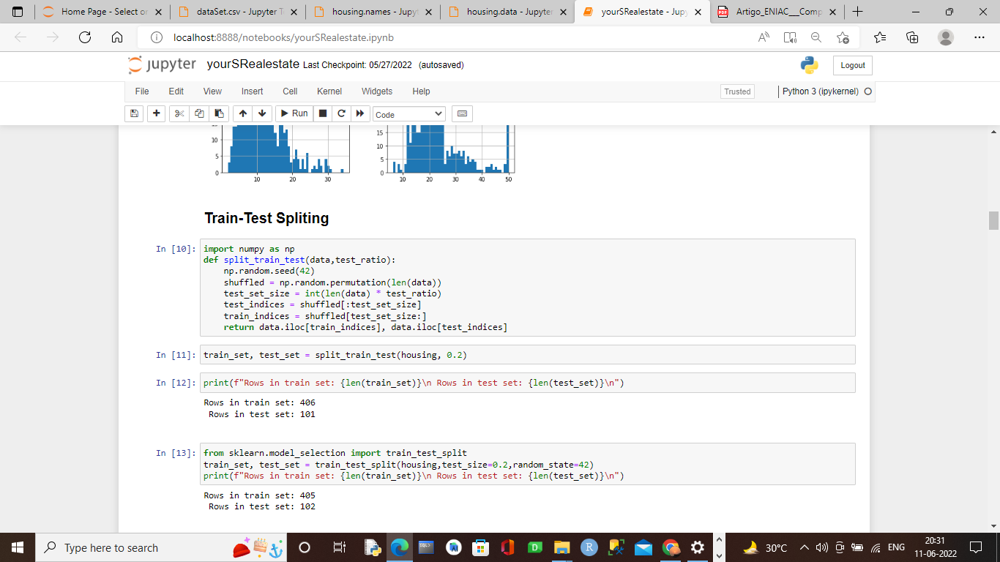 Home Page - Select or
dataSet.csv - Jupyter T
housing.names - Jupy
housing.data - Jupyter
yourSRealestate - Jupy
Artigo_ENIAC__Comp
localhost:8888/notebooks/yourSRealestate.ipynb
jupyter yourSRealestate Last Checkpoint: 05/27/2022 (autosaved)
Logout
File Edit View Insert Cell Kernel Widgets Help
Trusted
Python 3 (ipykernel)
Run
Code
10
5
0
10 20 30
15
10
5
0
10 20 30 40 50
Train-Test Spliting
In [10]: import numpy as np
def split_train_test(data,test_ratio):
    np.random.seed(42)
    shuffled = np.random.permutation(len(data))
    test_set_size = int(len(data) * test_ratio)
    test_indices = shuffled[:test_set_size]
    train_indices = shuffled[test_set_size:]
    return data.iloc[train_indices], data.iloc[test_indices]
In [11]: train_set, test_set = split_train_test(housing, 0.2)
In [12]: print(f"Rows in train set: {len(train_set)}\n Rows in test set: {len(test_set)}\n")
Rows in train set: 406
 Rows in test set: 101
In [13]: from sklearn.model_selection import train_test_split
train_set, test_set = train_test_split(housing,test_size=0.2,random_state=42)
print(f"Rows in train set: {len(train_set)}\n Rows in test set: {len(test_set)}\n")
Rows in train set: 405
 Rows in test set: 102
Type here to search
30°C
ENG
20:31
11-06-2022